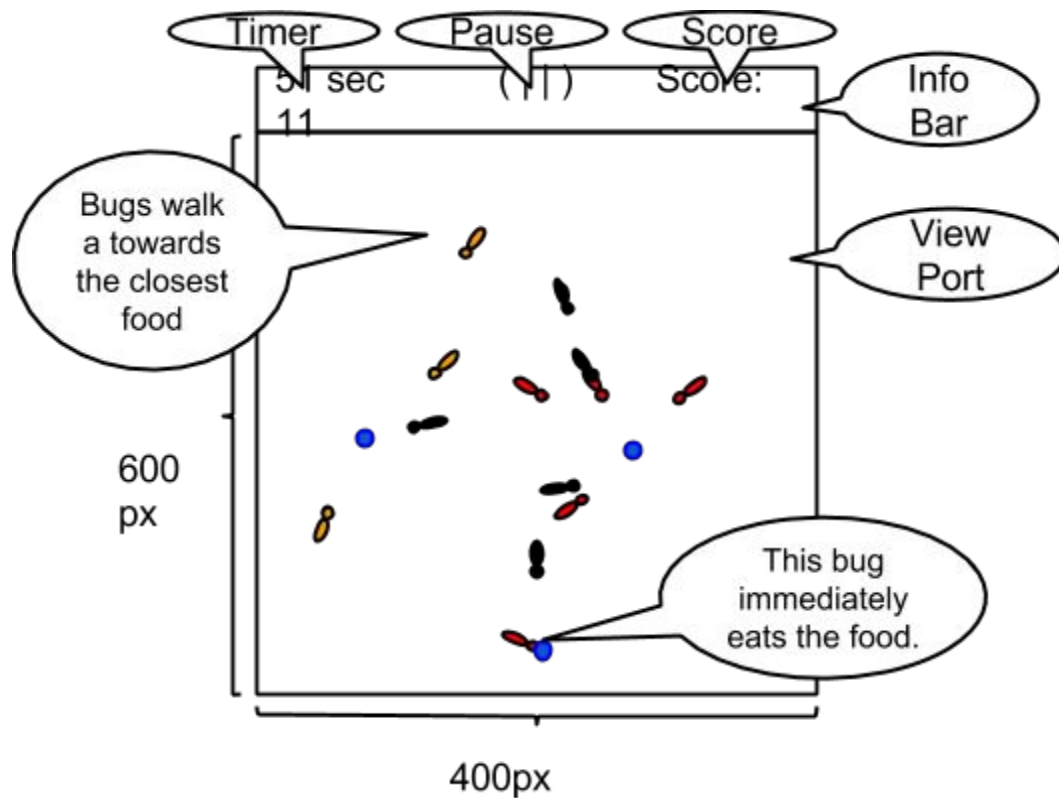 Timer
Pause
Score
51 sec ( | | ) Score:
11
Info
Bar
Bugs walk
a towards
the closest
food
View
Port
600
px
This bug
immediately
eats the food.
400px